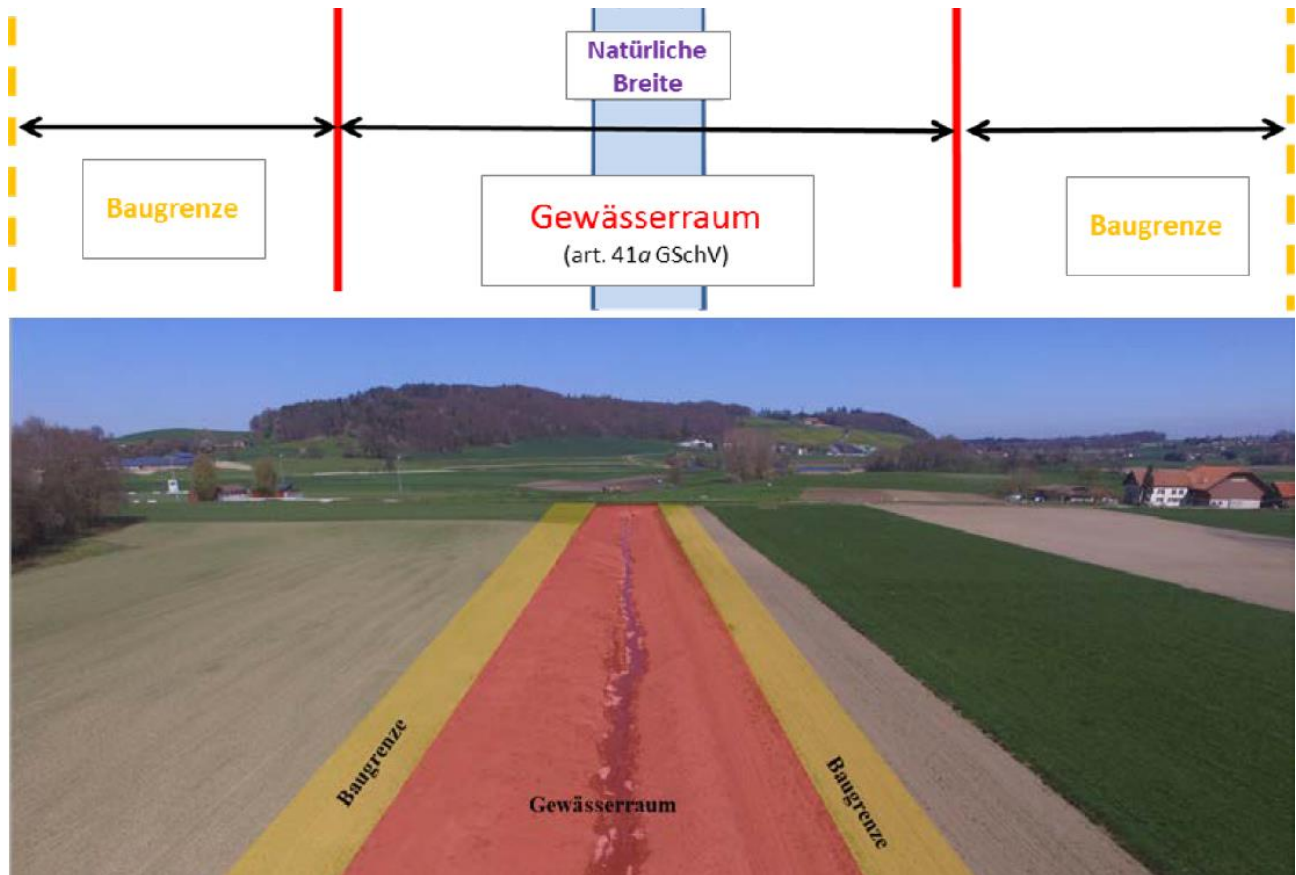 Natürliche
Breite
Baugrenze
Gewässerraum
(art. 41a GSchV)
Baugrenze
Baugrenze
Gewässerraum
Baugrenze